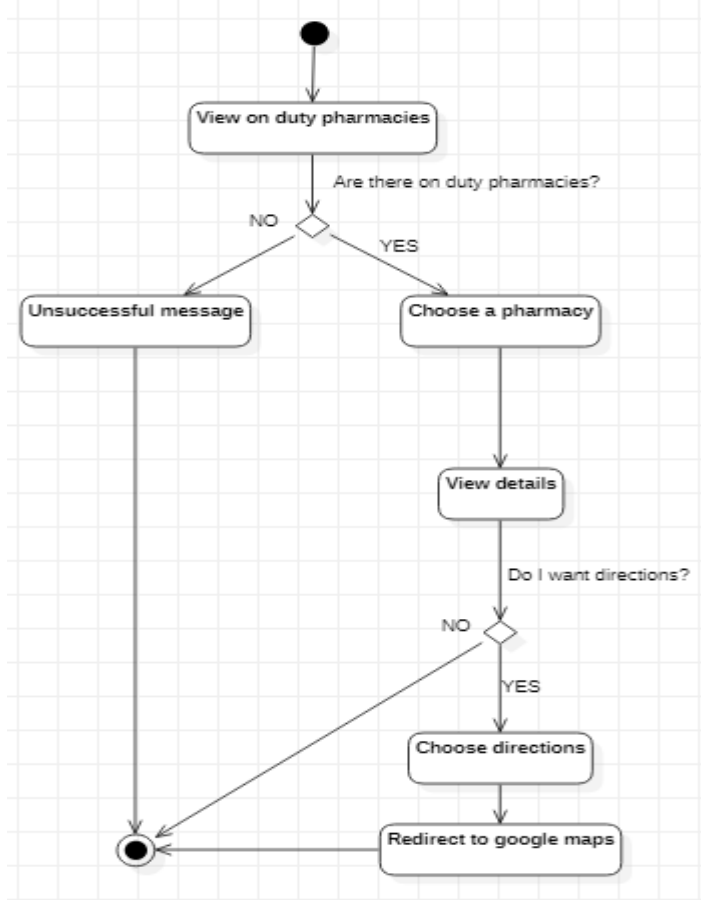 View on duty pharmacies
Are there on duty pharmacies?
NO
YES
Unsuccessful message
Choose a pharmacy
View details
Do I want directions?
NO
YES
Choose directions
Redirect to google maps